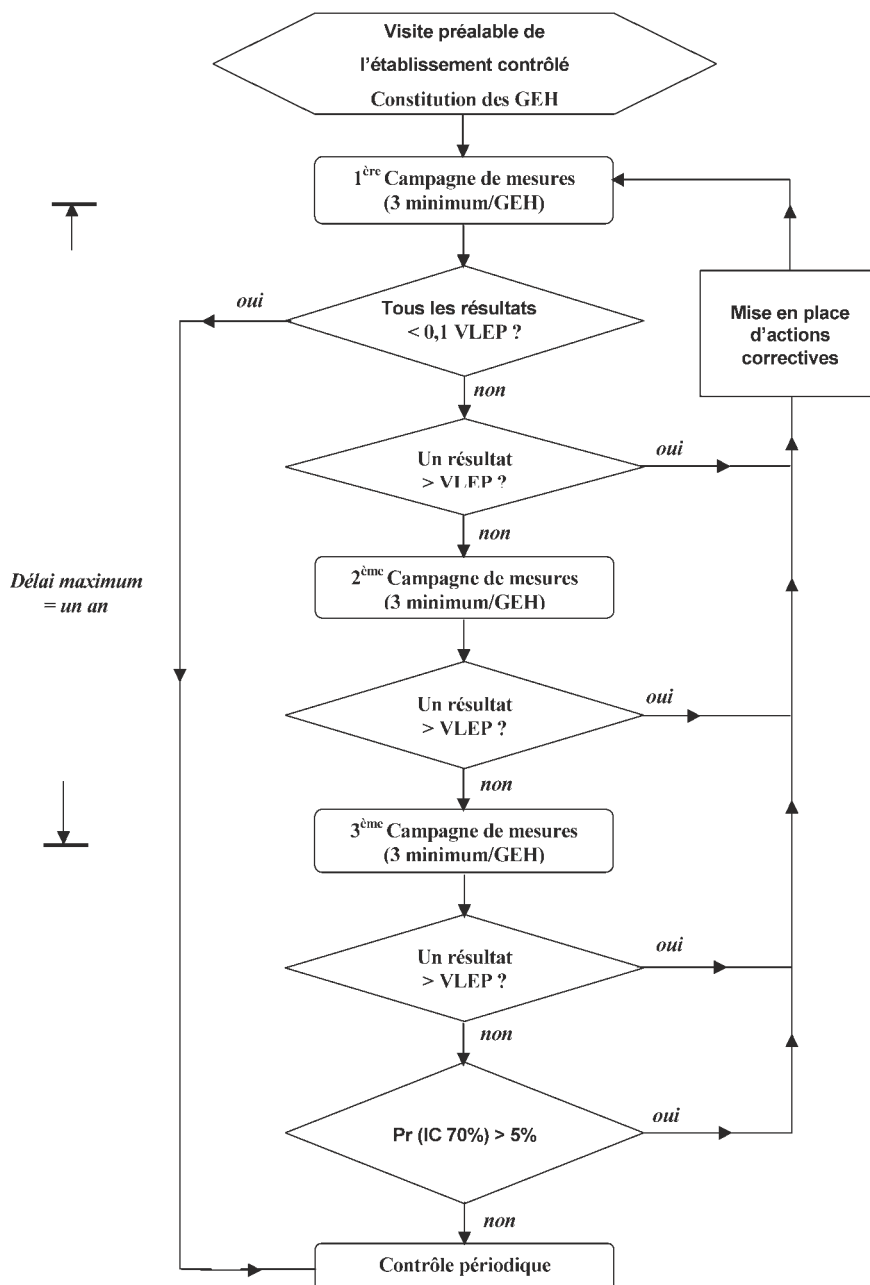 Visite préalable de
l'établissement contrôlé
Constitution des GEH
1ère Campagne de mesures
(3 minimum/GEH)
oui
Tous les résultats
< 0,1 VLEP ?
Mise en place
d'actions
correctives
non
Un résultat
> VLEP ?
oui
non
2ème Campagne de mesures
(3 minimum/GEH)
Délai maximum
= un an
Un résultat
> VLEP ?
oui
non
3ème Campagne de mesures
(3 minimum/GEH)
Un résultat
> VLEP ?
oui
non
Pr (IC 70%) > 5%
oui
non
Contrôle périodique